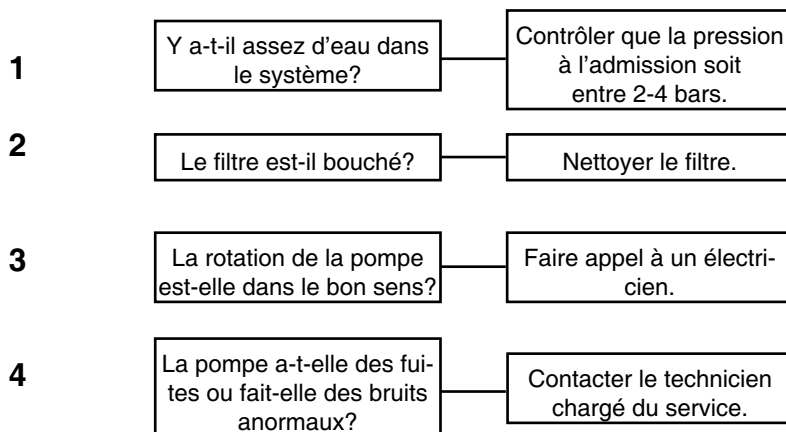 1
Y a-t-il assez d’eau dans
le système?
Contrôler que la pression
à l’admission soit
entre 2-4 bars.
2
Le filtre est-il bouché?
Nettoyer le filtre.
3
La rotation de la pompe
est-elle dans le bon sens?
Faire appel à un électri-
cien.
4
La pompe a-t-elle des fui-
tes ou fait-elle des bruits
anormaux?
Contacter le technicien
chargé du service.